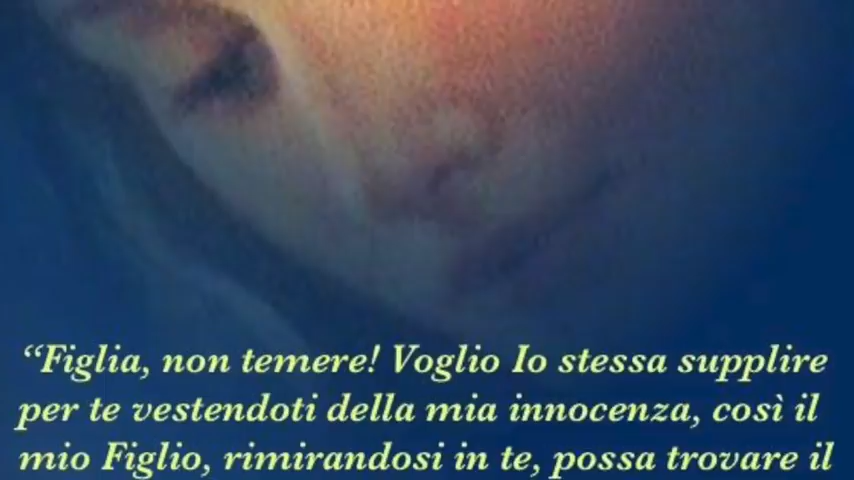 “Figlia, non temere! Voglio Io stessa supplire
per te vestendoti della mia innocenza, così il
mio Figlio, rimirandosi in te, possa trovare il